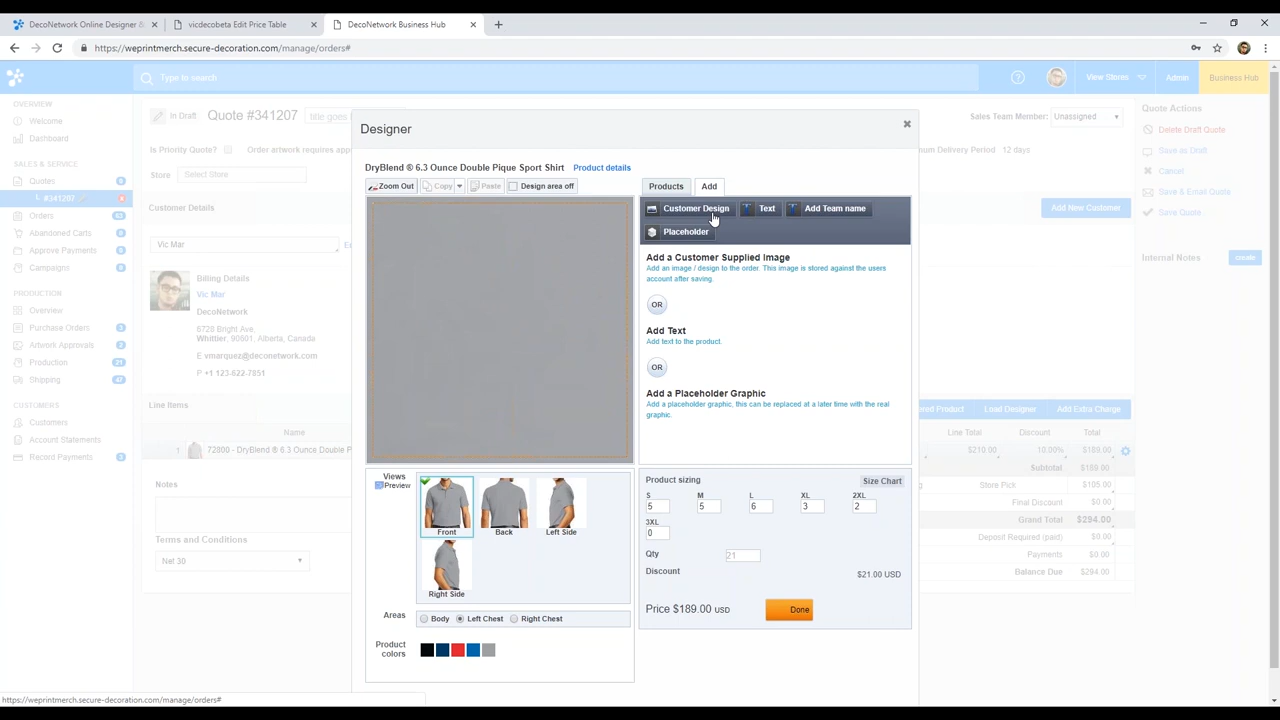 DecoNetwork Online Designer &
vicdecobeta Edit Price Table
DecoNetwork Business Hub
https://weprintmerch.secure-decoration.com/manage/orders#
Type to search
View Stores
Admin
Business Hub
OVERVIEW
Welcome
Dashboard
SALES & SERVICE
Quotes
#341207
Orders
Abandoned Carts
Approve Payments
Campaigns
PRODUCTION
Overview
Purchase Orders
Artwork Approvals
Production
Shipping
CUSTOMERS
Customers
Account Statements
Record Payments
In Draft
Quote #341207
title goes
Is Priority Quote?
Order artwork requires app
Store
Select Store
Customer Details
Vic Mar
Billing Details
Vic Mar
DecoNetwork
6728 Bright Ave.
Whittier, 90601, Alberta, Canada
E vmarquez@deconetwork.com
P +1 123-622-7851
Line Items
Name
1 72800 - DryBlend ® 6.3 Ounce Double P
Notes
Terms and Conditions
Net 30
Designer
DryBlend ® 6.3 Ounce Double Pique Sport Shirt Product details
Zoom Out
Copy
Paste
Design area off
Products
Add
Customer Design
Text
Add Team name
Placeholder
Add a Customer Supplied Image
Add an image / design to the order. This image is stored against the users
account after saving.
OR
Add Text
Add text to the product.
OR
Add a Placeholder Graphic
Add a placeholder graphic, this can be replaced at a later time with the real
graphic.
Views
Preview
Front
Back
Left Side
Right Side
Areas
Body
Left Chest
Right Chest
Product
colors
Product sizing
Size Chart
S M L XL 2XL
5 5 6 3 2
3XL
0
Qty
21
Discount
$21.00 USD
Price $189.00 USD
Done
Sales Team Member: Unassigned
mum Delivery Period 12 days
Add New Customer
ered Product
Load Designer
Add Extra Charge
Line Total
Discount
Total
$210.00
10.00%
$189.00
Subtotal
$189.00
Store Pick
$105.00
Final Discount
$0.00
Grand Total
$294.00
Deposit Required (paid)
$0.00
Payments
$0.00
Balance Due
$294.00
Quote Actions
Delete Draft Quote
Save as Draft
Cancel
Save & Email Quote
Save Quote
Internal Notes
create
https://weprintmerch.secure-decoration.com/manage/orders#